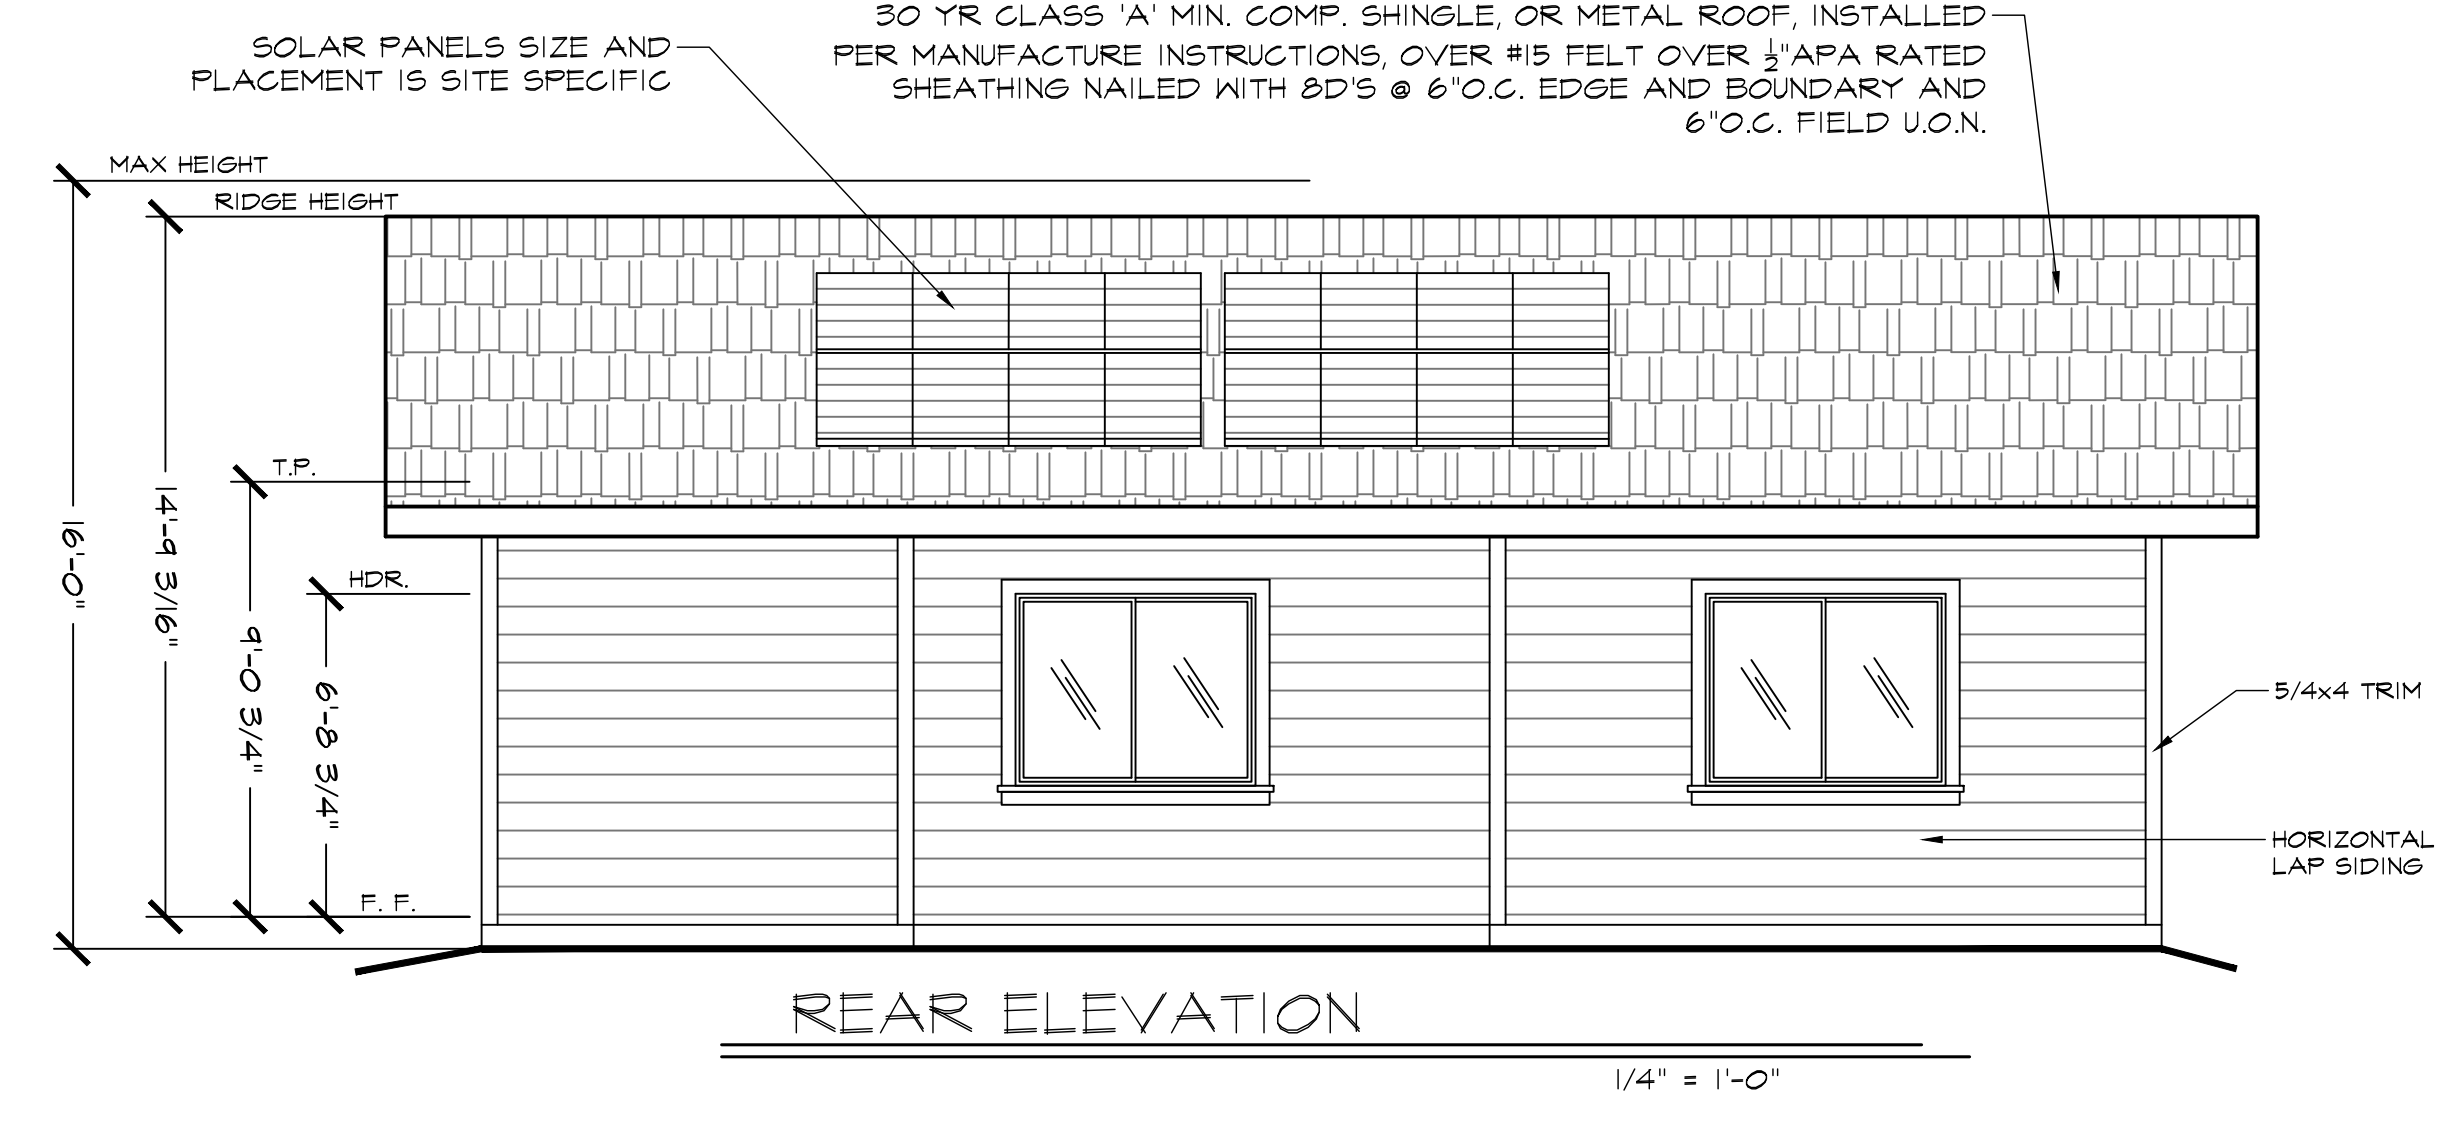 30 YR CLASS 'A' MIN. COMP. SHINGLE, OR METAL ROOF, INSTALLED
PER MANUFACTURE INSTRUCTIONS, OVER #15 FELT OVER 1/2"APA RATED
SHEATHING NAILED WITH 8D'S @ 6"O.C. EDGE AND BOUNDARY AND
6"O.C. FIELD U.O.N.
SOLAR PANELS SIZE AND
PLACEMENT IS SITE SPECIFIC
MAX HEIGHT
RIDGE HEIGHT
T.P.
HDR.
F. F.
16'-0"
14'-9 3/16"
9'-0 3/4"
6'-8 3/4"
5/4x4 TRIM
HORIZONTAL
LAP SIDING
REAR ELEVATION
1/4" = 1'-0"